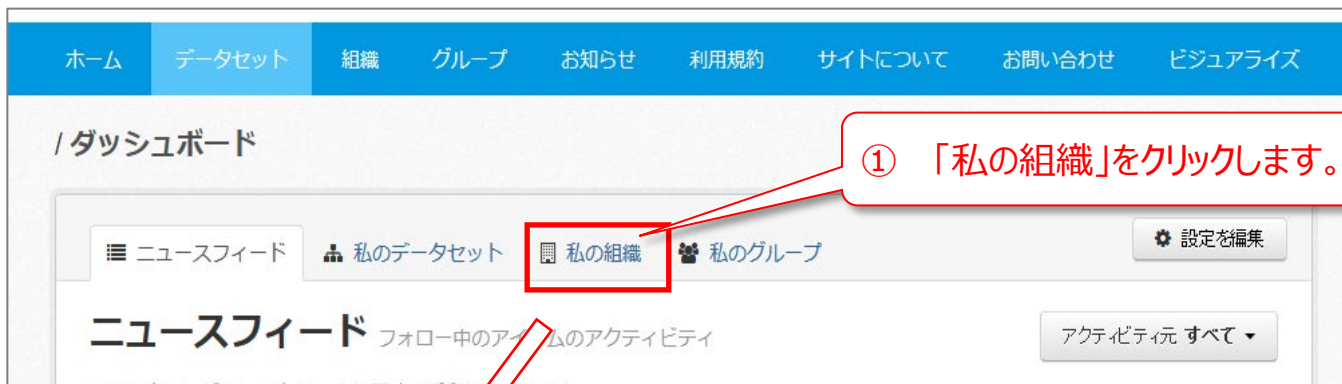 ホーム データセット 組織 グループ お知らせ 利用規約 サイトについて お問い合わせ ビジュアライズ
/ ダッシュボード
① 「私の組織」をクリックします。
ニュースフィード 私のデータセット 私の組織 私のグループ 設定を編集
ニュースフィード フォロー中のアイ ムのアクティビティ アクティビティ元 すべて